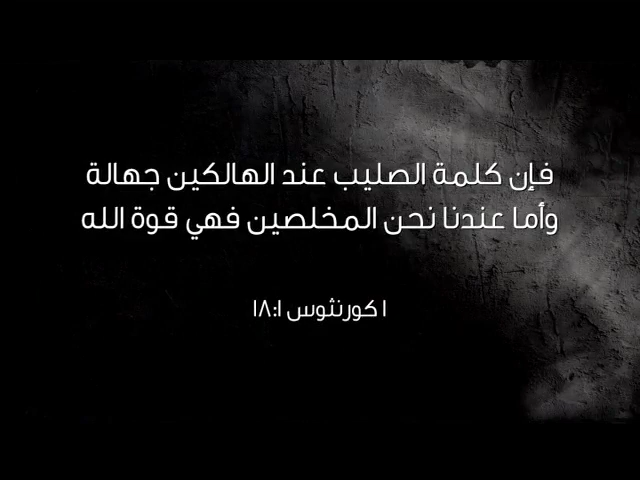 فإن كلمة الصليب عند الهالكين جهالة
وأما عندنا نحن المخلصين فهي قوة الله
١ كورنثوس ١٨:١